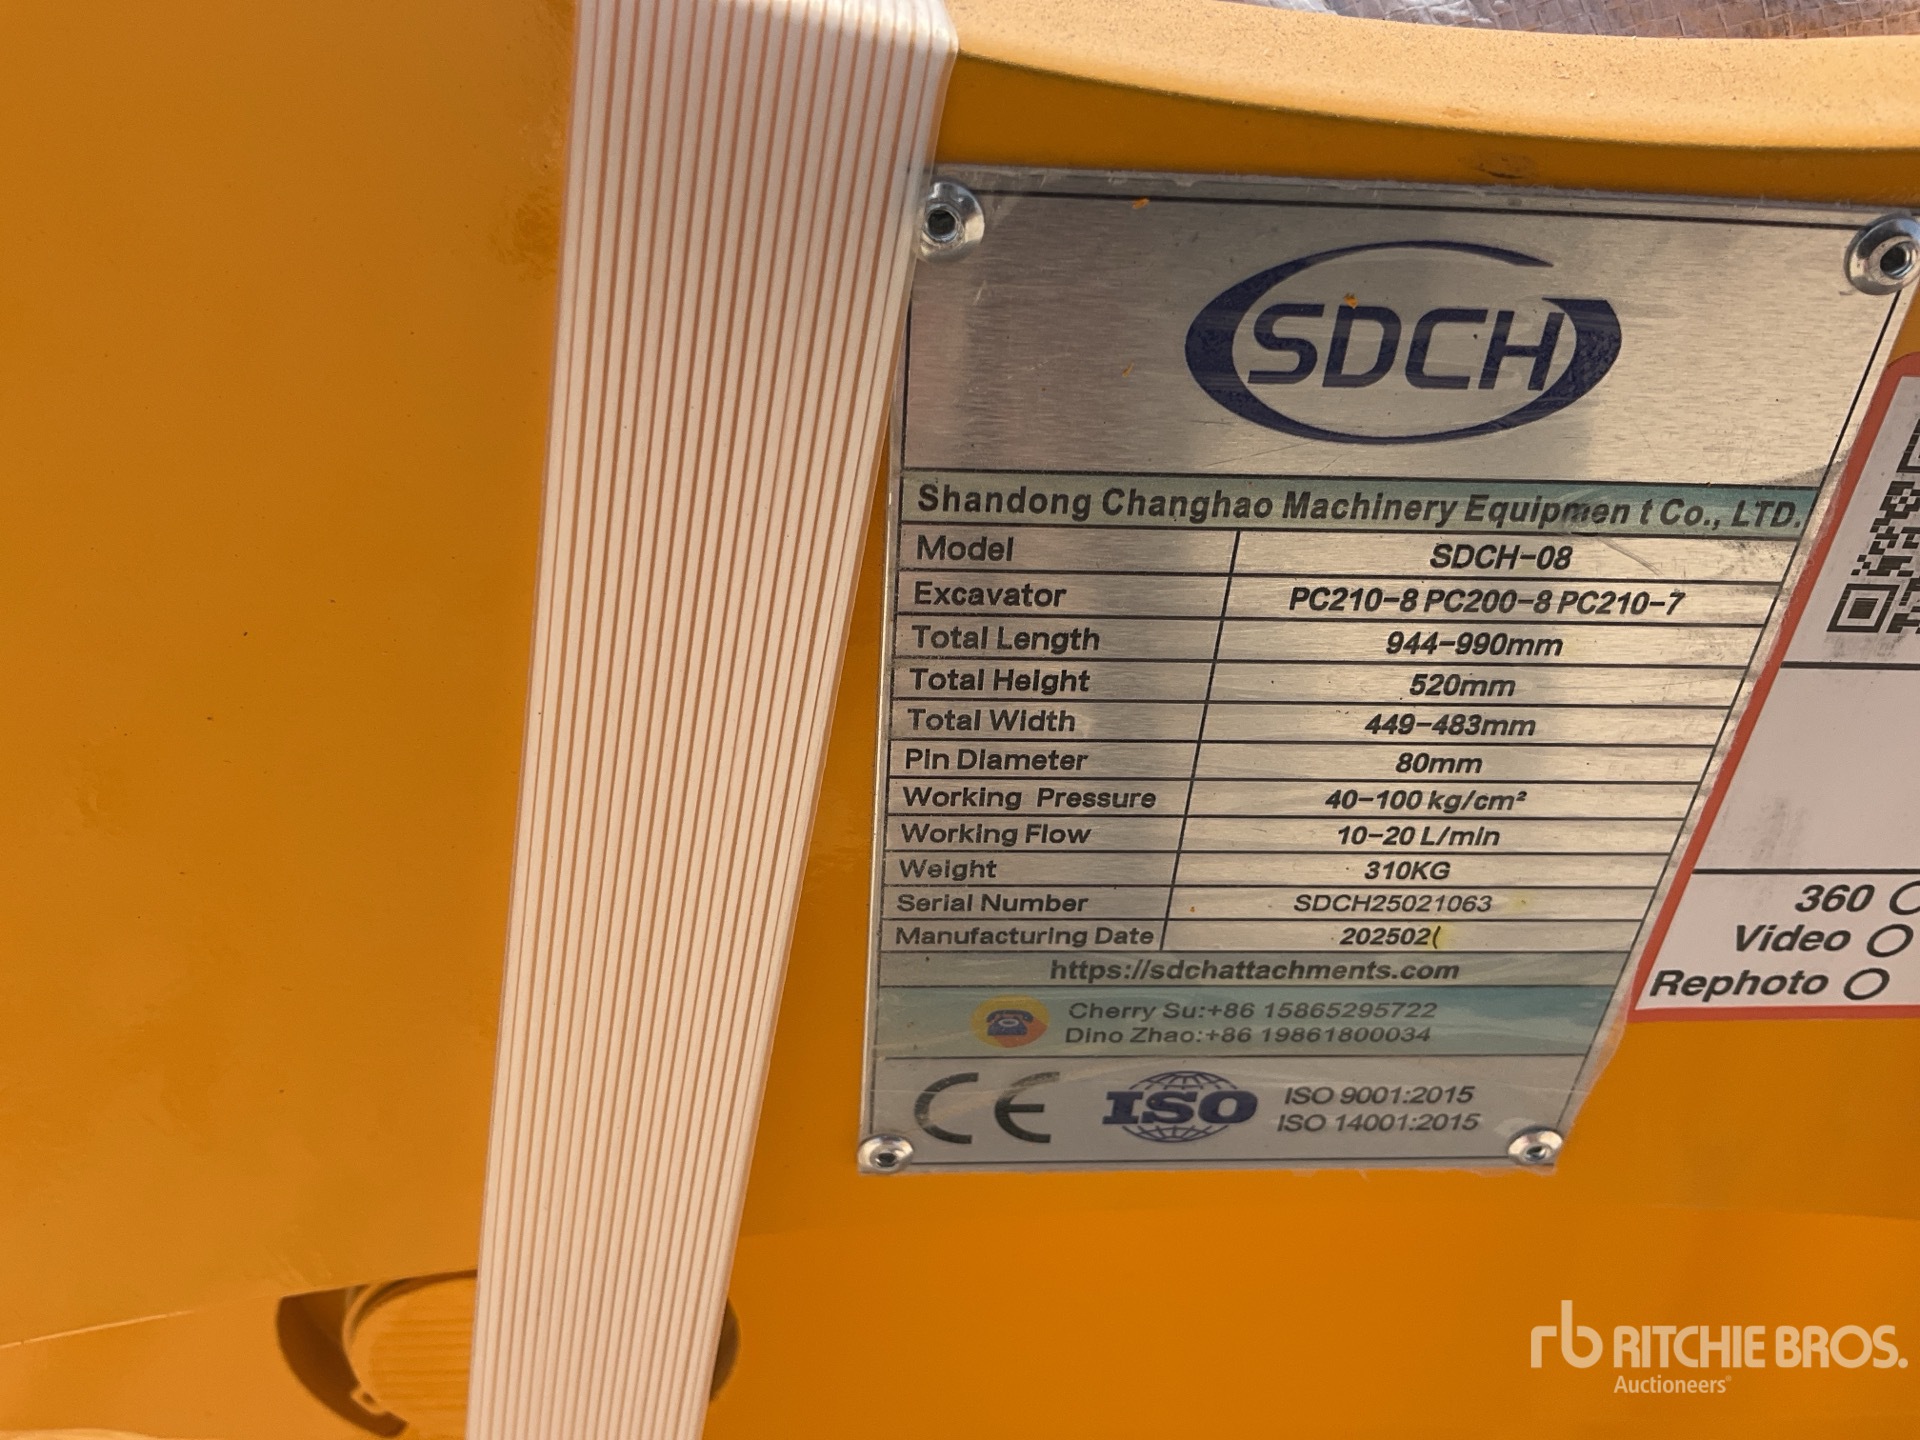 SDCH
Shandong Changhao Machinery Equipmen t Co., LTD.
Model SDCH-08
Excavator PC210-8 PC200-8 PC210-7
Total Length 944-990mm
Total Height 520mm
Total Width 449-483mm
Pin Diameter 80mm
Working Pressure 40-100 kg/cm²
Working Flow 10-20 L/min
Weight 310KG
Serial Number SDCH25021063
Manufacturing Date 202502(
https://sdchattachments.com
Cherry Su:+86 15865295722
Dino Zhao:+86 19861800034
CE ISO ISO 9001:2015
ISO 14001:2015
360
Video
Rephoto
rb RITCHIE BROS.
Auctioneers